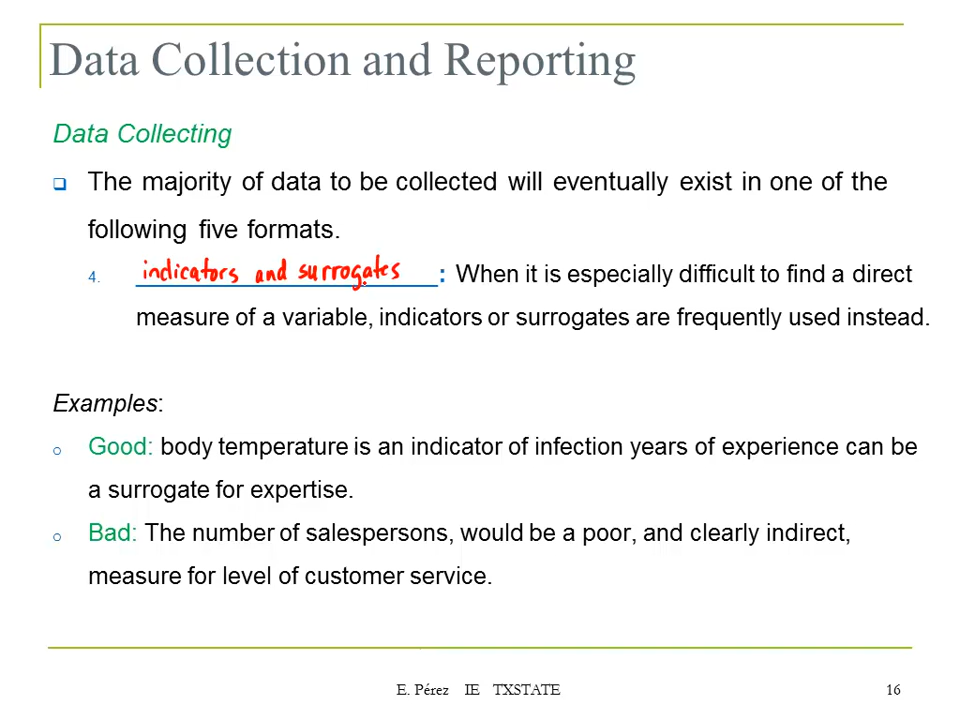 Data Collection and Reporting
Data Collecting
The majority of data to be collected will eventually exist in one of the
following five formats.
4. indicators and surrogates : When it is especially difficult to find a direct
measure of a variable, indicators or surrogates are frequently used instead.
Examples:
Good: body temperature is an indicator of infection years of experience can be
a surrogate for expertise.
Bad: The number of salespersons, would be a poor, and clearly indirect,
measure for level of customer service.
E. Pérez IE TXSTATE 16